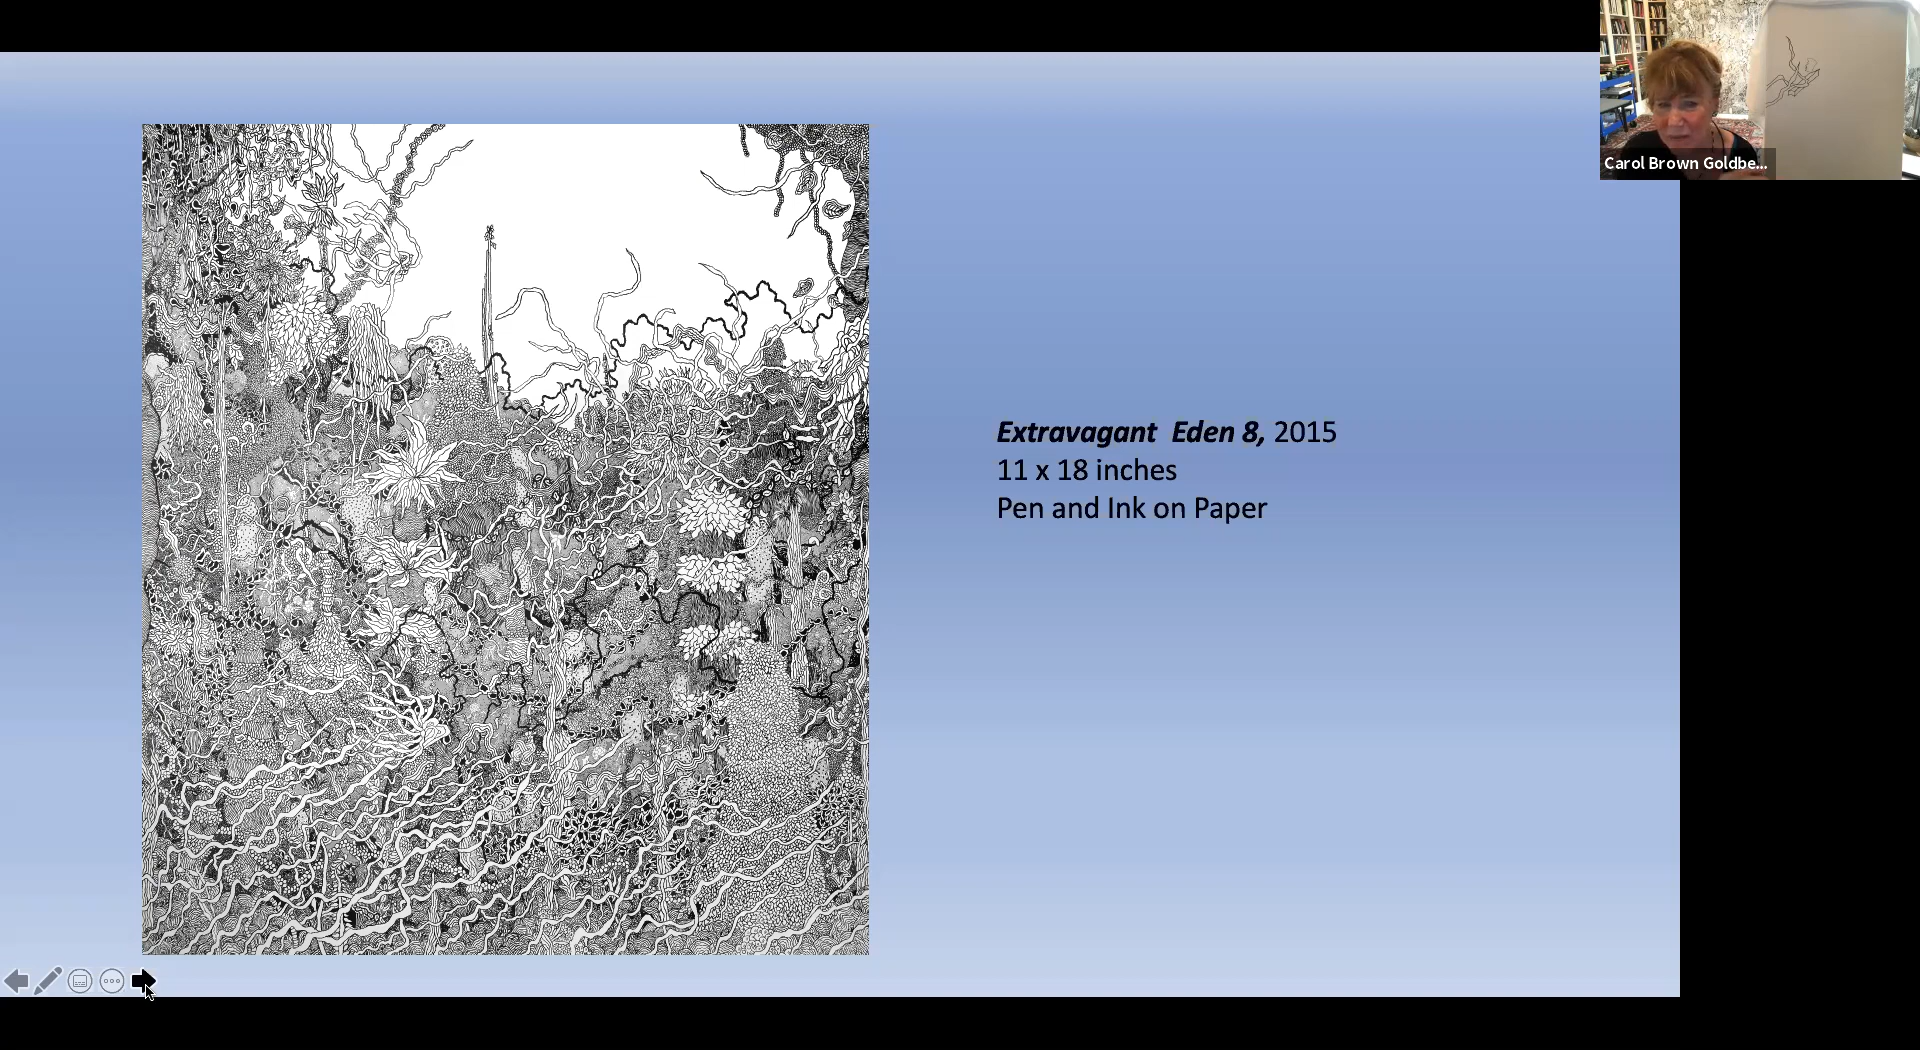 Carol Brown Goldbe...
Extravagant Eden 8, 2015
11 x 18 inches
Pen and Ink on Paper